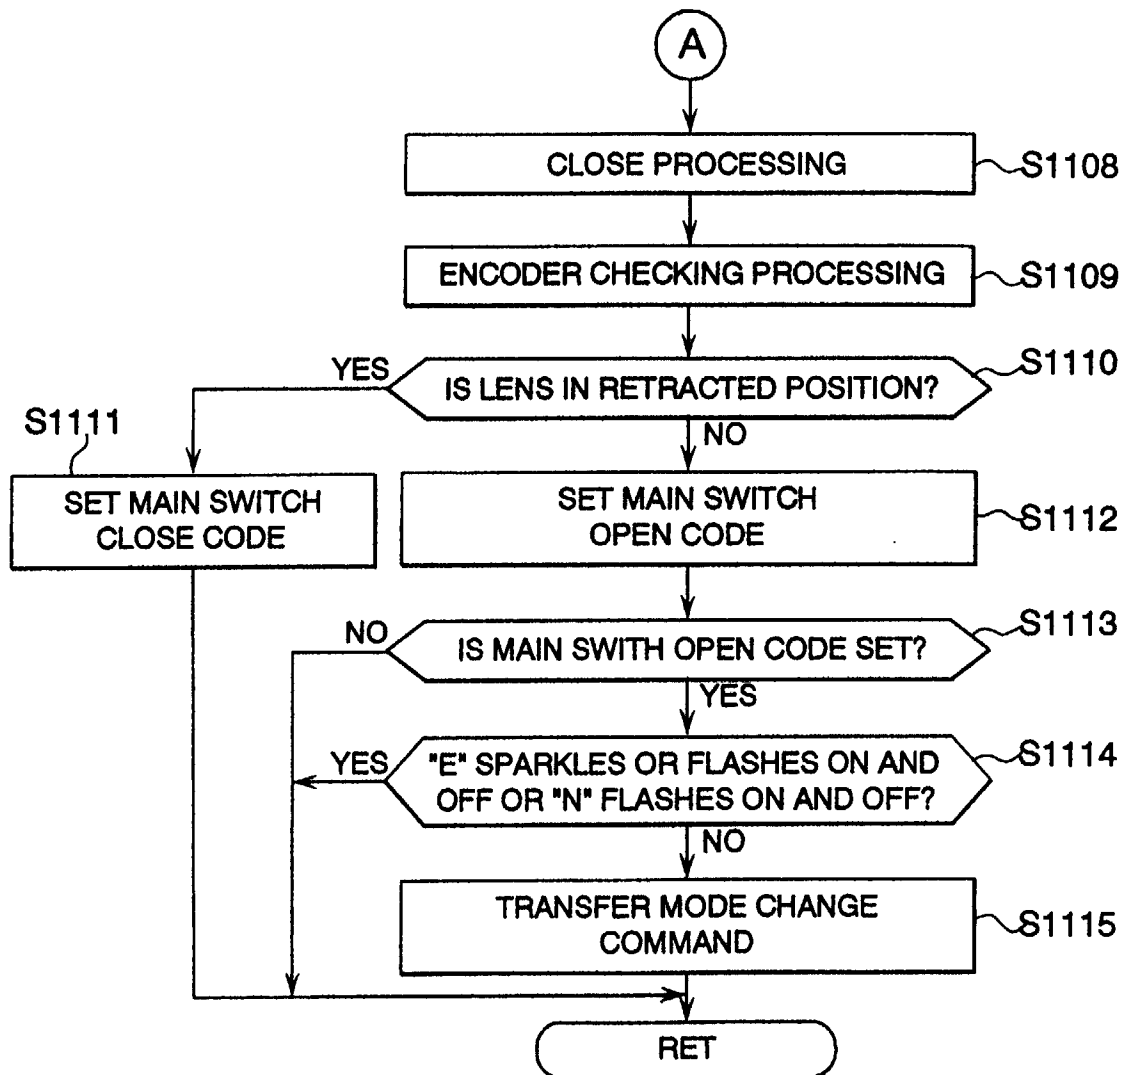 A
CLOSE PROCESSING
S1108
ENCODER CHECKING PROCESSING
S1109
YES
IS LENS IN RETRACTED POSITION?
S1110
NO
S1111
SET MAIN SWITCH
CLOSE CODE
SET MAIN SWITCH
OPEN CODE
S1112
NO
IS MAIN SWITH OPEN CODE SET?
S1113
YES
YES
"E" SPARKLES OR FLASHES ON AND
OFF OR "N" FLASHES ON AND OFF?
S1114
NO
TRANSFER MODE CHANGE
COMMAND
S1115
RET